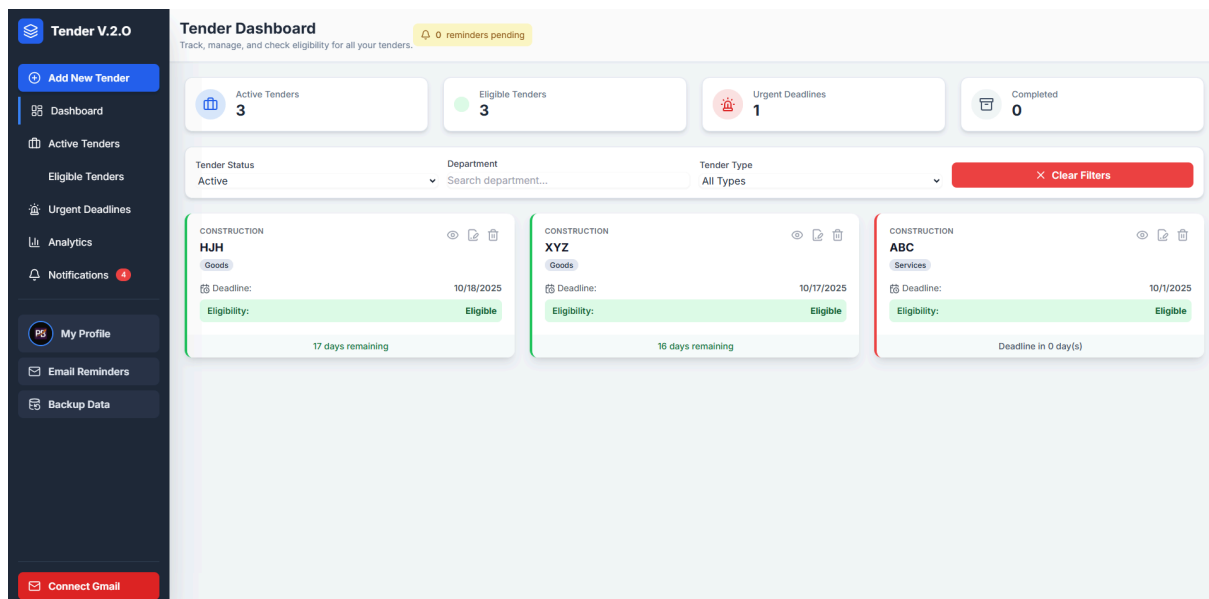 Tender V.2.O
Add New Tender
Dashboard
Active Tenders
Eligible Tenders
Urgent Deadlines
Analytics
Notifications 4
PB My Profile
Email Reminders
Backup Data
Connect Gmail
Tender Dashboard
Track, manage, and check eligibility for all your tenders.
0 reminders pending
Active Tenders
3
Eligible Tenders
3
Urgent Deadlines
1
Completed
0
Tender Status
Active
Department
Search department...
Tender Type
All Types
Clear Filters
CONSTRUCTION
HJH
Goods
Deadline: 10/18/2025
Eligibility: Eligible
17 days remaining
CONSTRUCTION
XYZ
Goods
Deadline: 10/17/2025
Eligibility: Eligible
16 days remaining
CONSTRUCTION
ABC
Services
Deadline: 10/1/2025
Eligibility: Eligible
Deadline in 0 day(s)